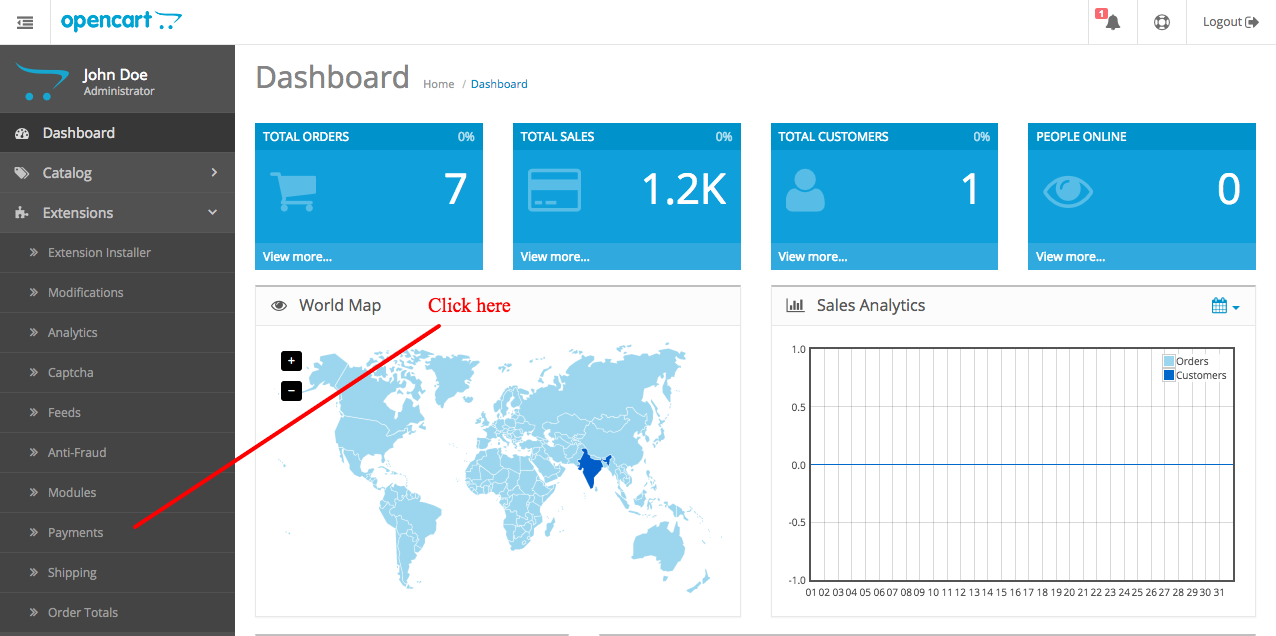 opencart
1
Logout
John Doe
Administrator
Dashboard
Catalog
Extensions
Extension Installer
Modifications
Analytics
Captcha
Feeds
Anti-Fraud
Modules
Payments
Shipping
Order Totals
Dashboard
Home / Dashboard
TOTAL ORDERS 0%
7
View more...
TOTAL SALES 0%
1.2K
View more...
TOTAL CUSTOMERS 0%
1
View more...
PEOPLE ONLINE
0
View more...
World Map
Click here
+
−
Sales Analytics
Orders
Customers
1.0
0.5
0.0
-0.5
-1.0
01 02 03 04 05 06 07 08 09 10 11 12 13 14 15 16 17 18 19 20 21 22 23 24 25 26 27 28 29 30 31